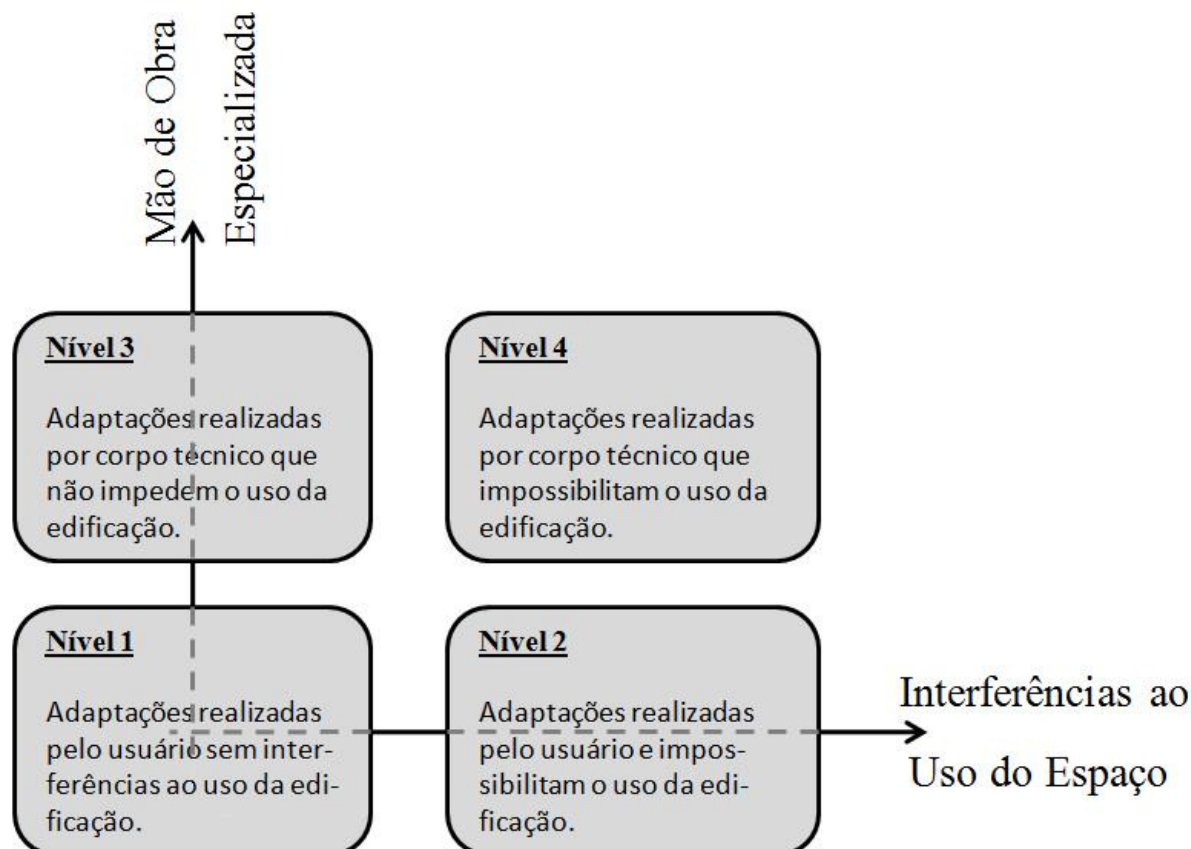 Mão de Obra
Especializada
Nível 3
Adaptações realizadas
por corpo técnico que
não impedem o uso da
edificação.
Nível 4
Adaptações realizadas
por corpo técnico que
impossibilitam o uso da
edificação.
Nível 1
Adaptações realizadas
pelo usuário sem inter-
ferências ao uso da edi-
ficação.
Nível 2
Adaptações realizadas
pelo usuário e impos-
sibilitam o uso da edi-
ficação.
Interferências ao
Uso do Espaço